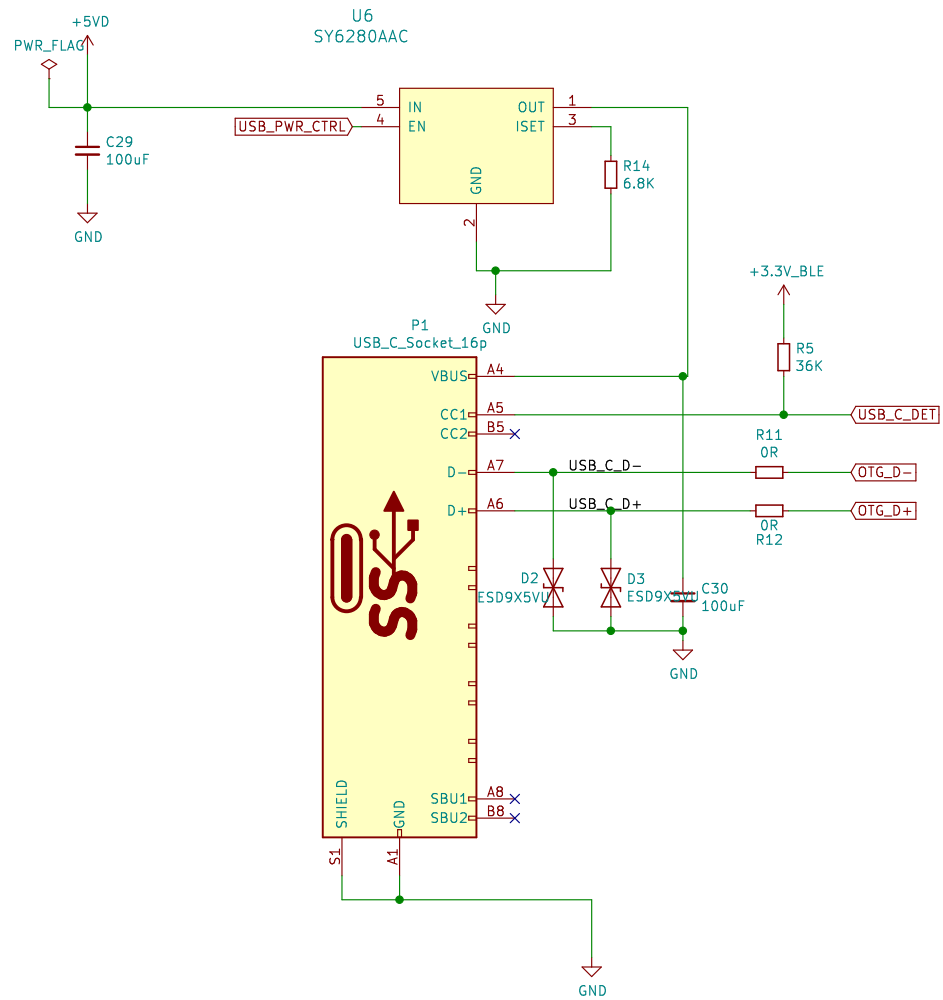 U6
SY6280AAC
+5VD
PWR_FLAG
5
IN
OUT
1
USB_PWR_CTRL
4
EN
ISET
3
C29
100uF
R14
6.8K
GND
2
GND
GND
+3.3V_BLE
P1
USB_C_Socket_16p
R5
36K
VBUS
A4
CC1
A5
USB_C_DET
CC2
B5
R11
0R
D-
A7
USB_C_D-
OTG_D-
D+
A6
USB_C_D+
OTG_D+
0R
R12
D2
ESD9X5VU
D3
ESD9X5VU
C30
100uF
GND
SS
SBU1
A8
SBU2
B8
SHIELD
GND
S1
A1
GND